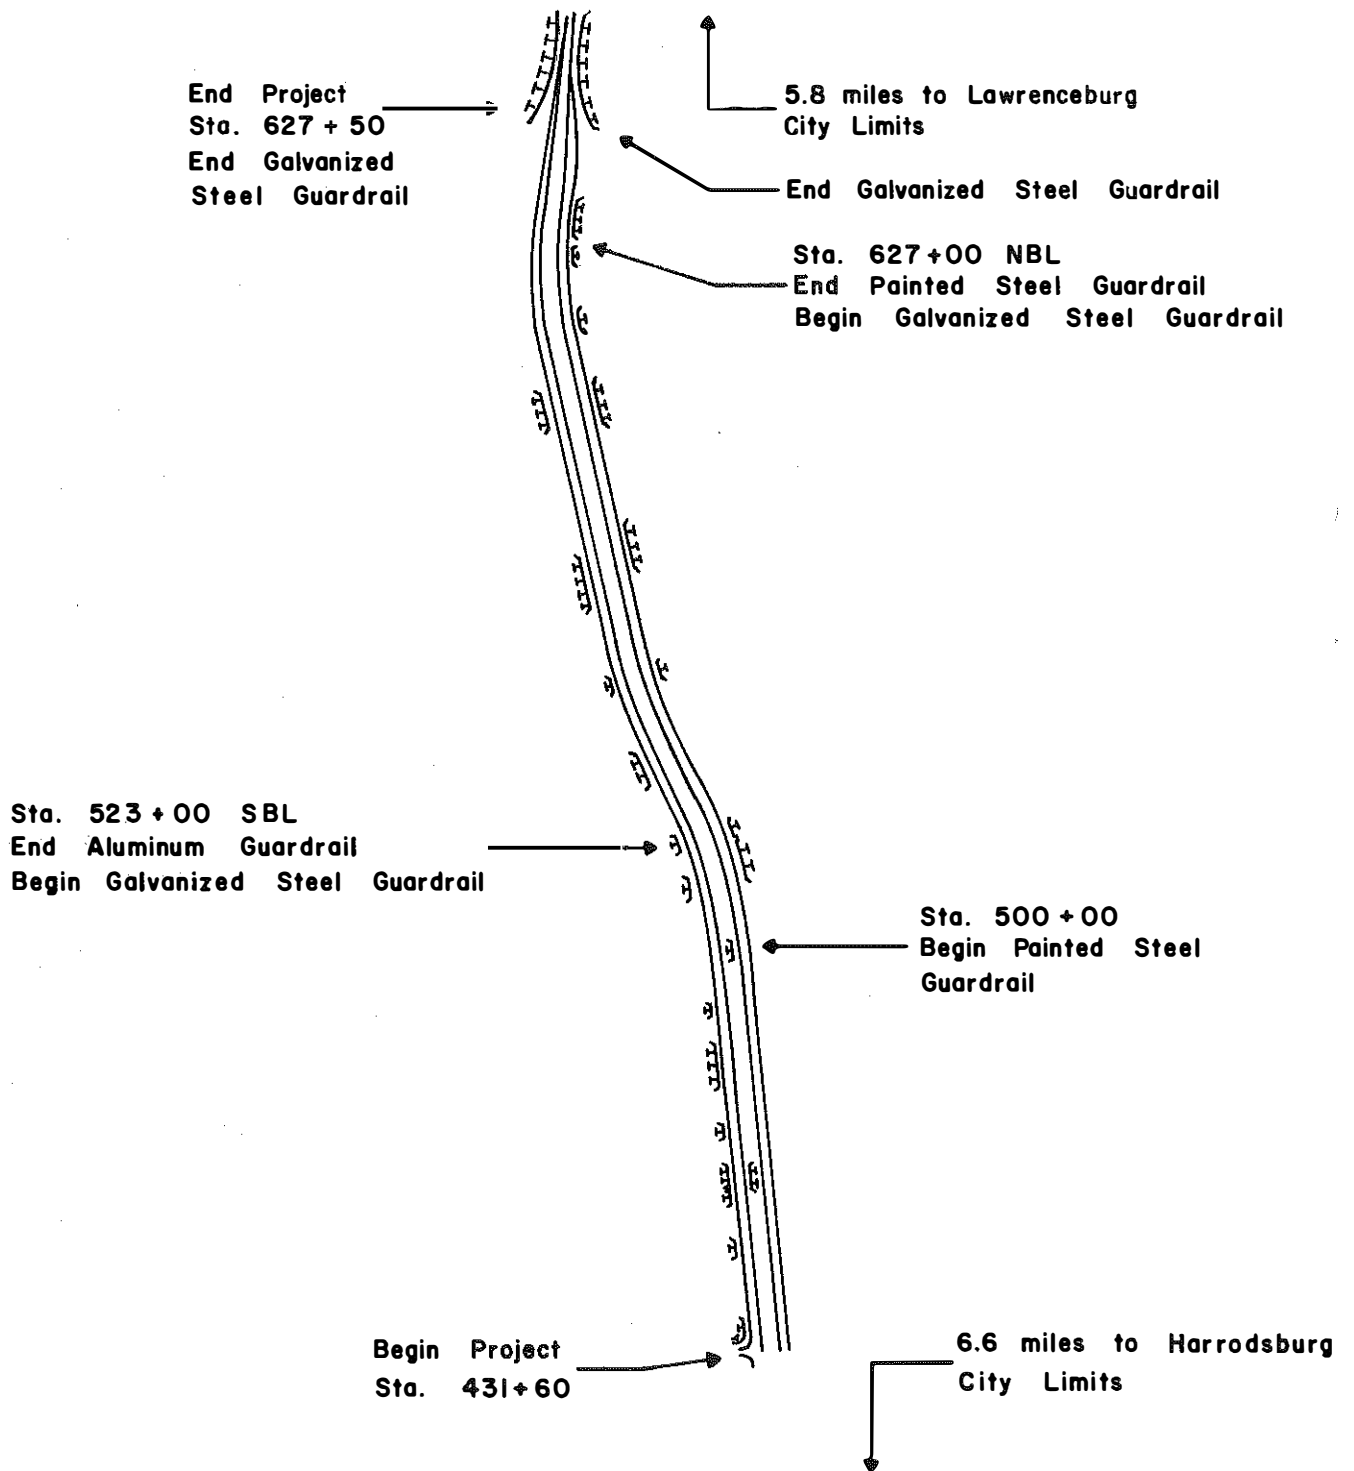 End Project
Sta. 627 + 50
End Galvanized
Steel Guardrail
5.8 miles to Lawrenceburg
City Limits
End Galvanized Steel Guardrail
Sta. 627+00 NBL
End Painted Steel Guardrail
Begin Galvanized Steel Guardrail
Sta. 523 + 00 SBL
End Aluminum Guardrail
Begin Galvanized Steel Guardrail
Sta. 500 + 00
Begin Painted Steel
Guardrail
Begin Project
Sta. 431+60
6.6 miles to Harrodsburg
City Limits